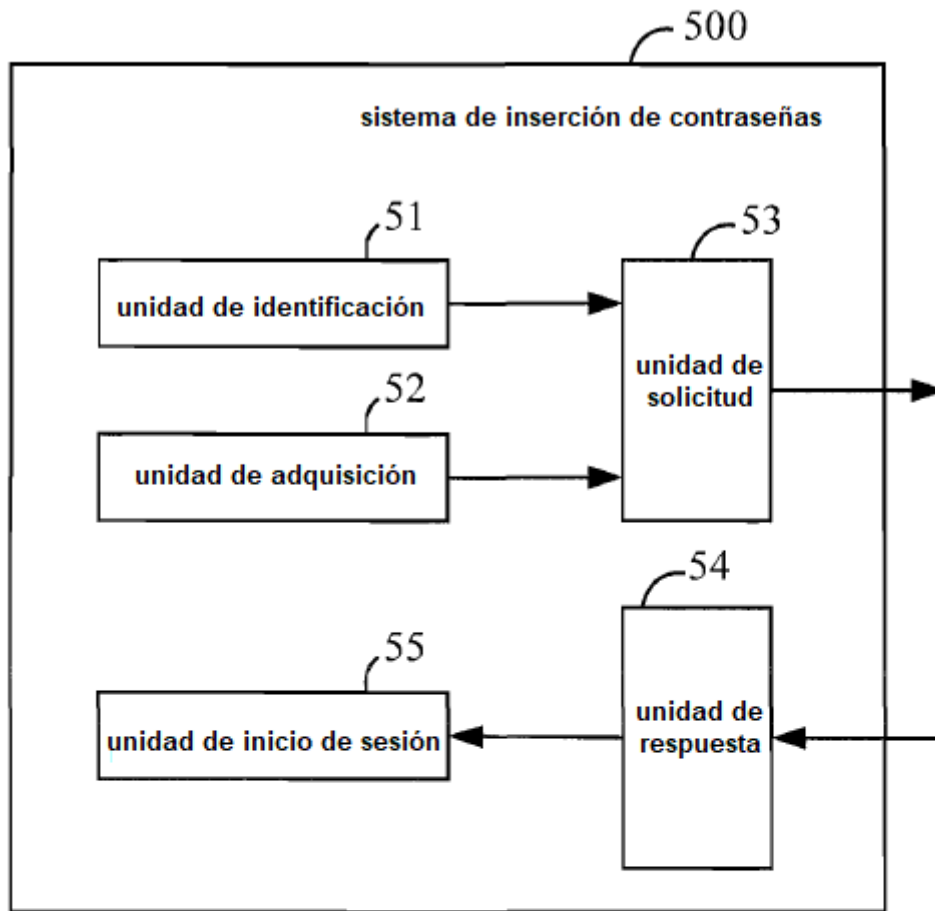 500
sistema de inserción de contraseñas
51
unidad de identificación
53
unidad de
solicitud
52
unidad de adquisición
54
unidad de
respuesta
55
unidad de inicio de sesión